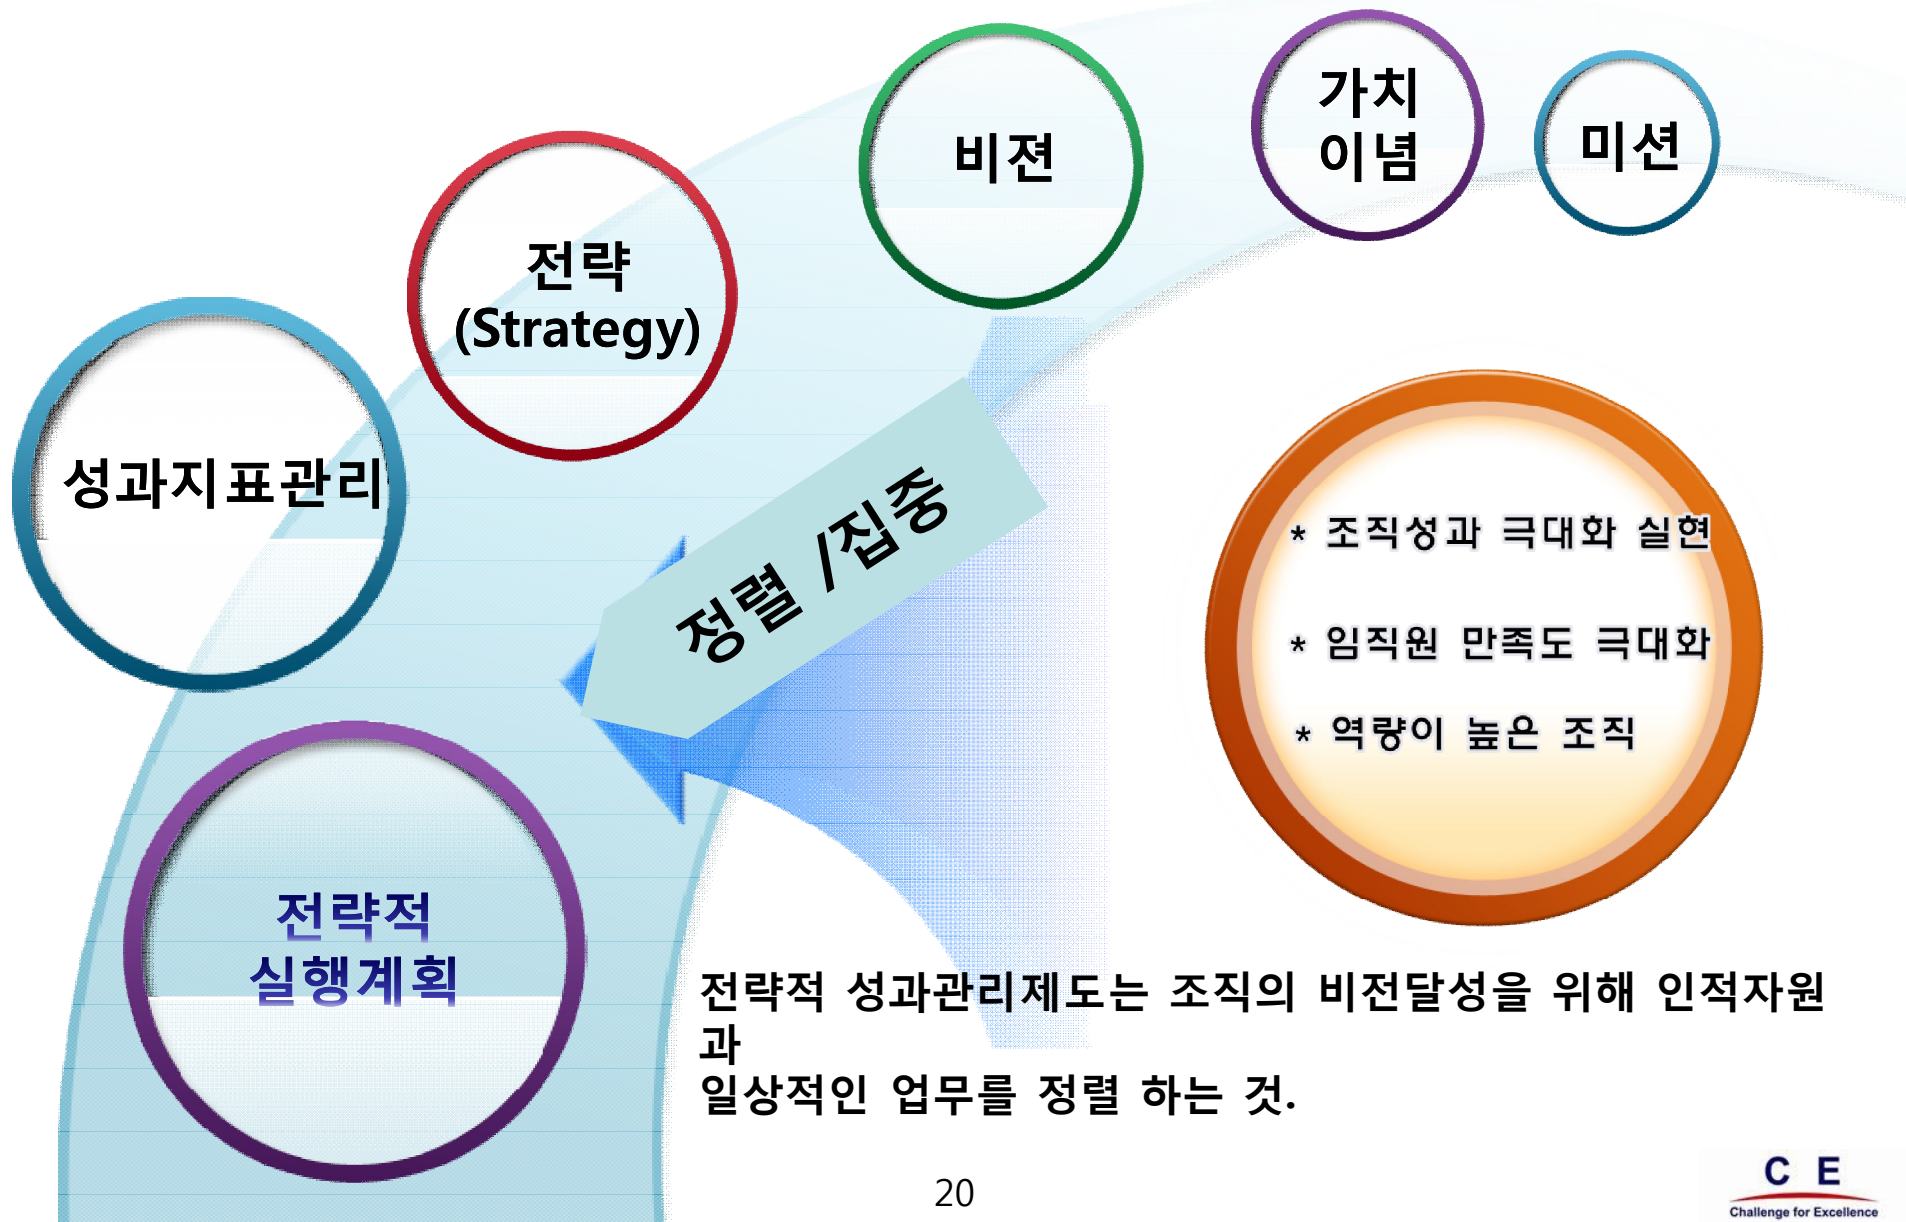 가치
이념
미션
비젼
전략
(Strategy)
성과지표관리
정렬 /집중
* 조직성과 극대화 실현
* 임직원 만족도 극대화
* 역량이 높은 조직
전략적
실행계획
전략적 성과관리제도는 조직의 비전달성을 위해 인적자원
과
일상적인 업무를 정렬 하는 것.
20
C E
Challenge for Excellence